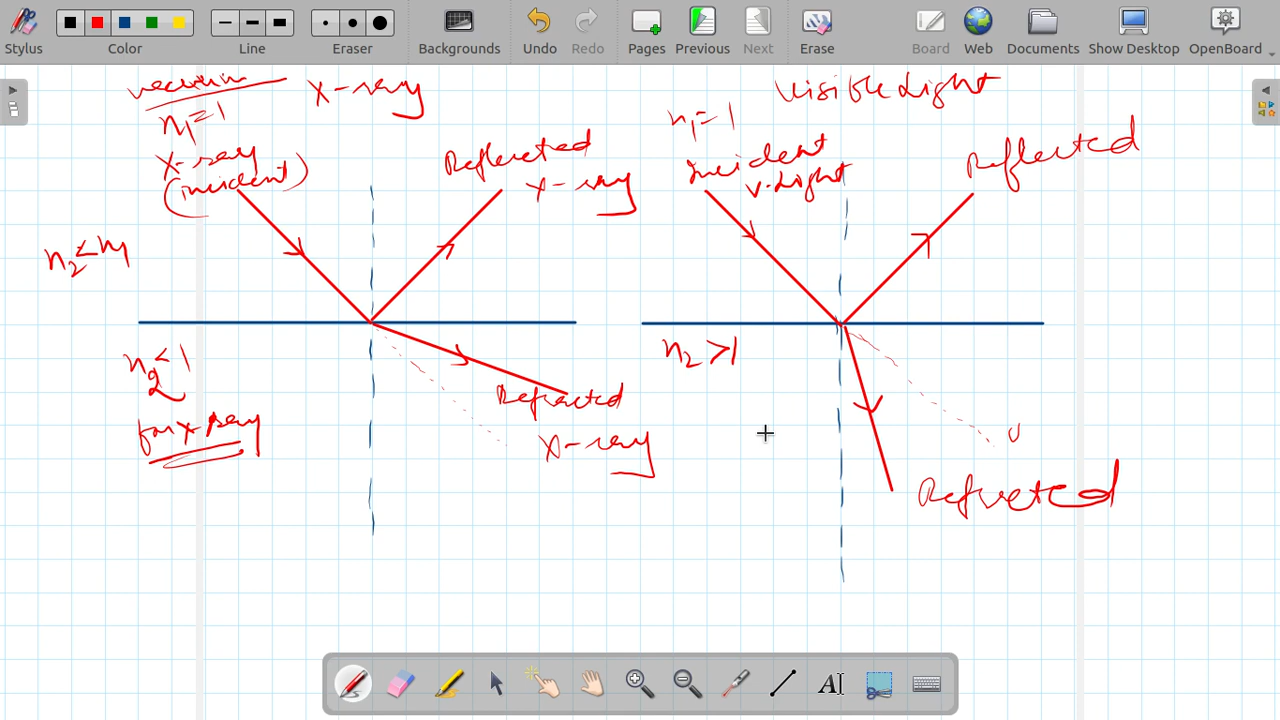 Stylus
Color
Line
Eraser
Backgrounds
Undo
Redo
Pages
Previous
Next
Erase
Board
Web
Documents
Show Desktop
OpenBoard
X-ray
n1=1
X-ray
(incident)
Reflected
X-ray
n2<n1
n2<1
for X-ray
Refracted
X-ray
Visible Light
n1=1
Incident
V.Light
Reflected
n2>1